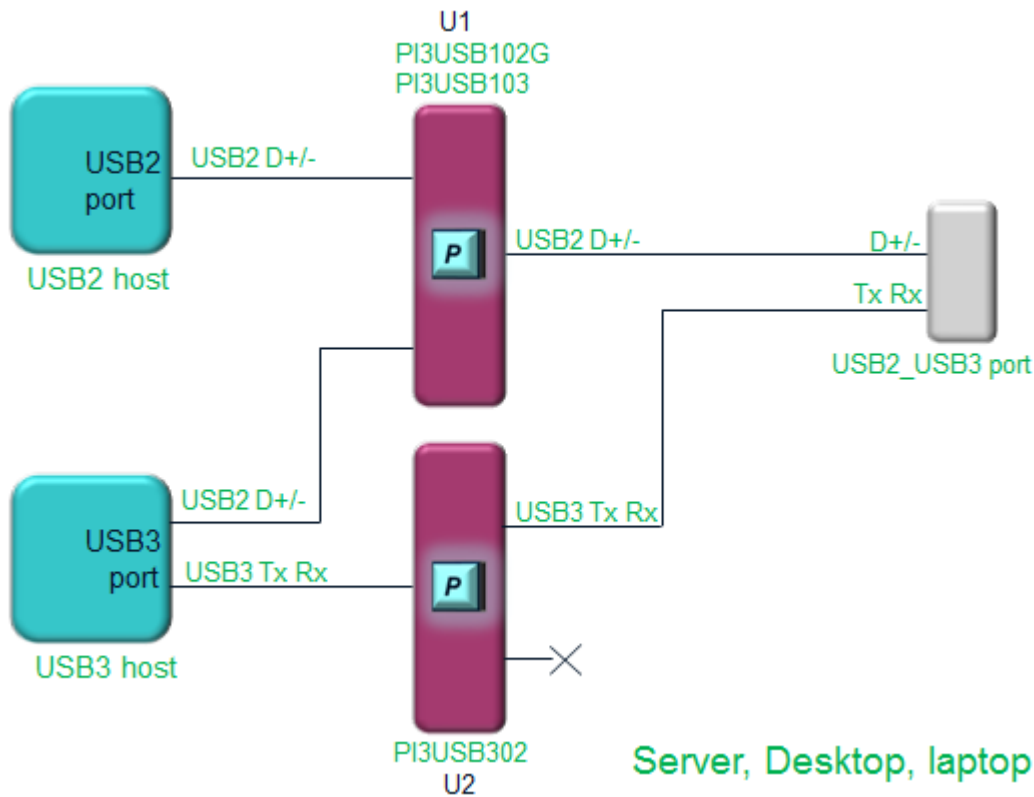 U1
PI3USB102G
PI3USB103
USB2
port
USB2 D+/-
USB2 host
P
USB2 D+/-
D+/-
Tx Rx
USB2_USB3 port
USB2 D+/-
USB3
port
USB3 Tx Rx
USB3 host
P
USB3 Tx Rx
PI3USB302
U2
Server, Desktop, laptop